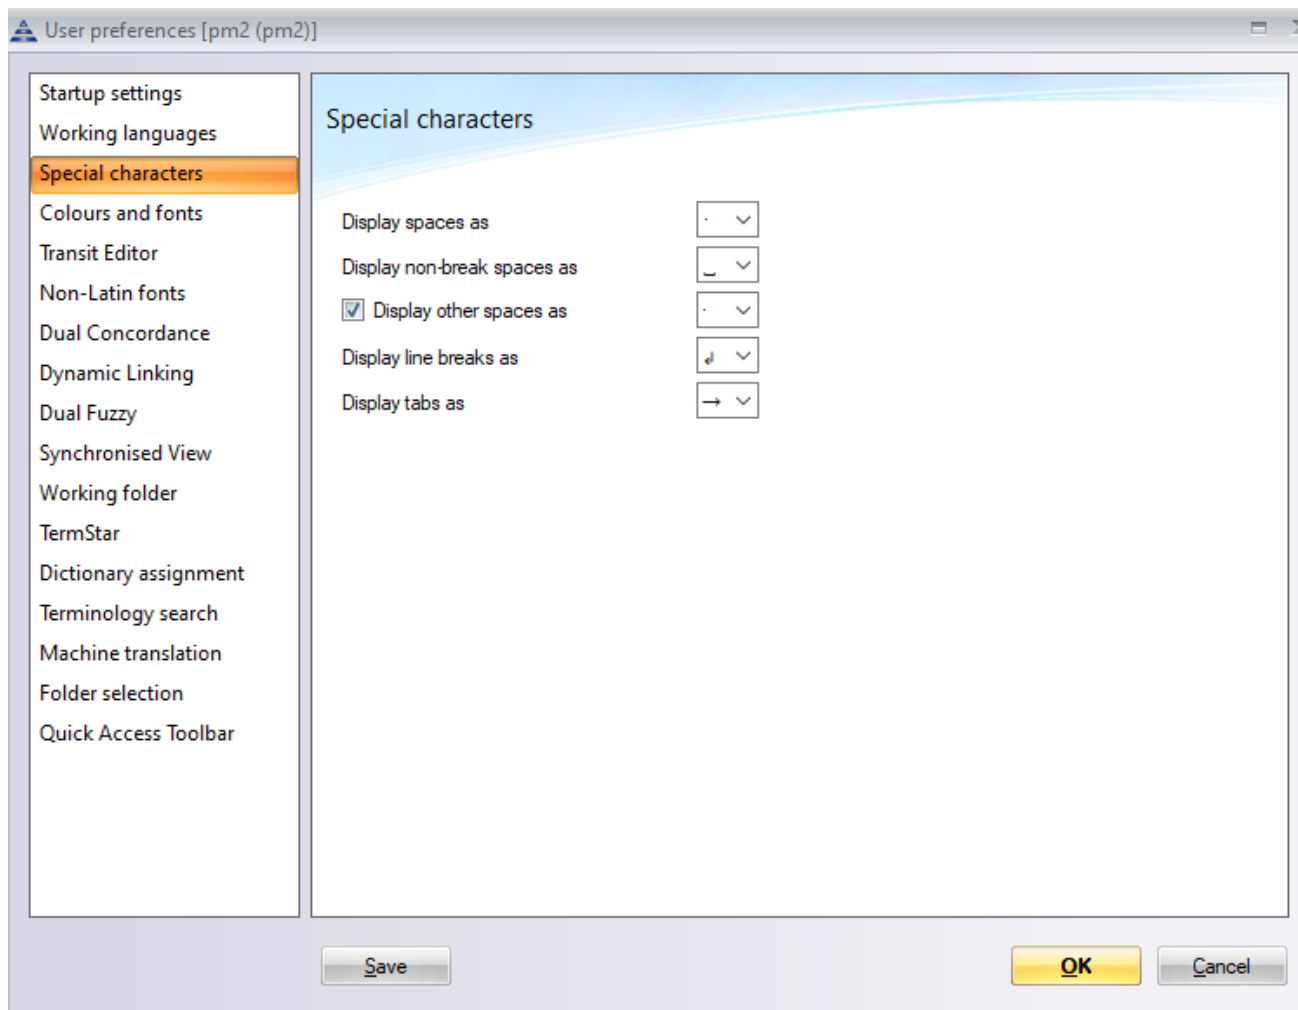 User preferences [pm2 (pm2)]
Startup settings
Working languages
Special characters
Colours and fonts
Transit Editor
Non-Latin fonts
Dual Concordance
Dynamic Linking
Dual Fuzzy
Synchronised View
Working folder
TermStar
Dictionary assignment
Terminology search
Machine translation
Folder selection
Quick Access Toolbar
Special characters
Display spaces as ·
Display non-break spaces as ⎵
Display other spaces as ·
Display line breaks as ↲
Display tabs as →
Save
OK
Cancel